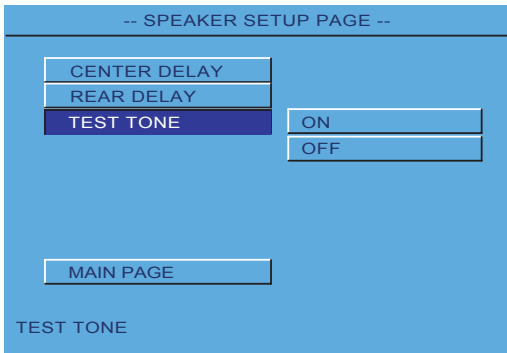 -- SPEAKER SETUP PAGE --
CENTER DELAY
REAR DELAY
TEST TONE
ON
OFF
MAIN PAGE
TEST TONE